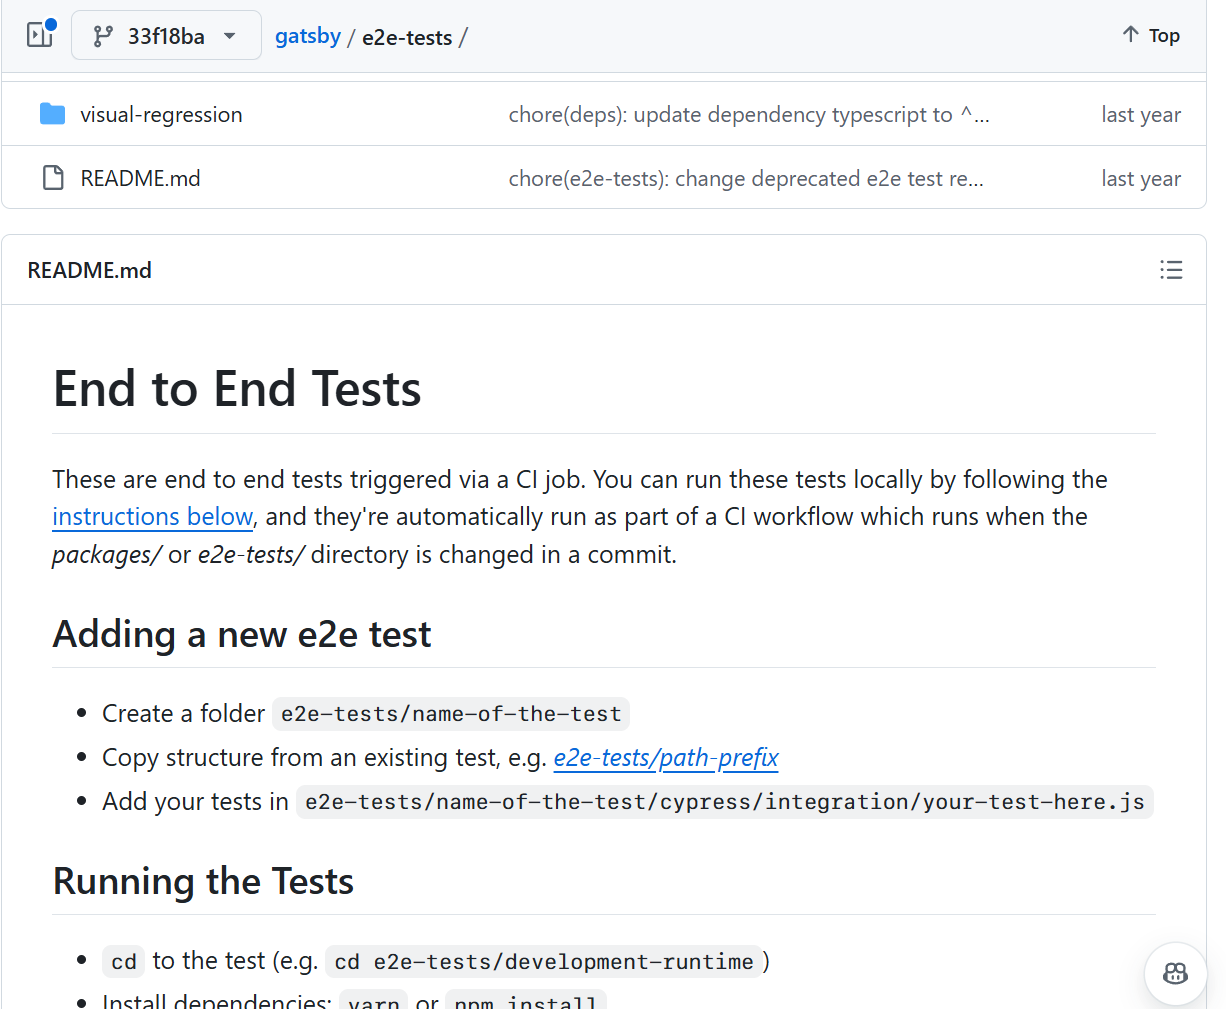 33f18ba gatsby / e2e-tests / Top
visual-regression chore(deps): update dependency typescript to ^... last year
README.md chore(e2e-tests): change deprecated e2e test re... last year
README.md
End to End Tests
These are end to end tests triggered via a CI job. You can run these tests locally by following the
instructions below, and they're automatically run as part of a CI workflow which runs when the
packages/ or e2e-tests/ directory is changed in a commit.
Adding a new e2e test
• Create a folder e2e-tests/name-of-the-test
• Copy structure from an existing test, e.g. e2e-tests/path-prefix
• Add your tests in e2e-tests/name-of-the-test/cypress/integration/your-test-here.js
Running the Tests
• cd to the test (e.g. cd e2e-tests/development-runtime )
• Install dependencies: yarn or npm install